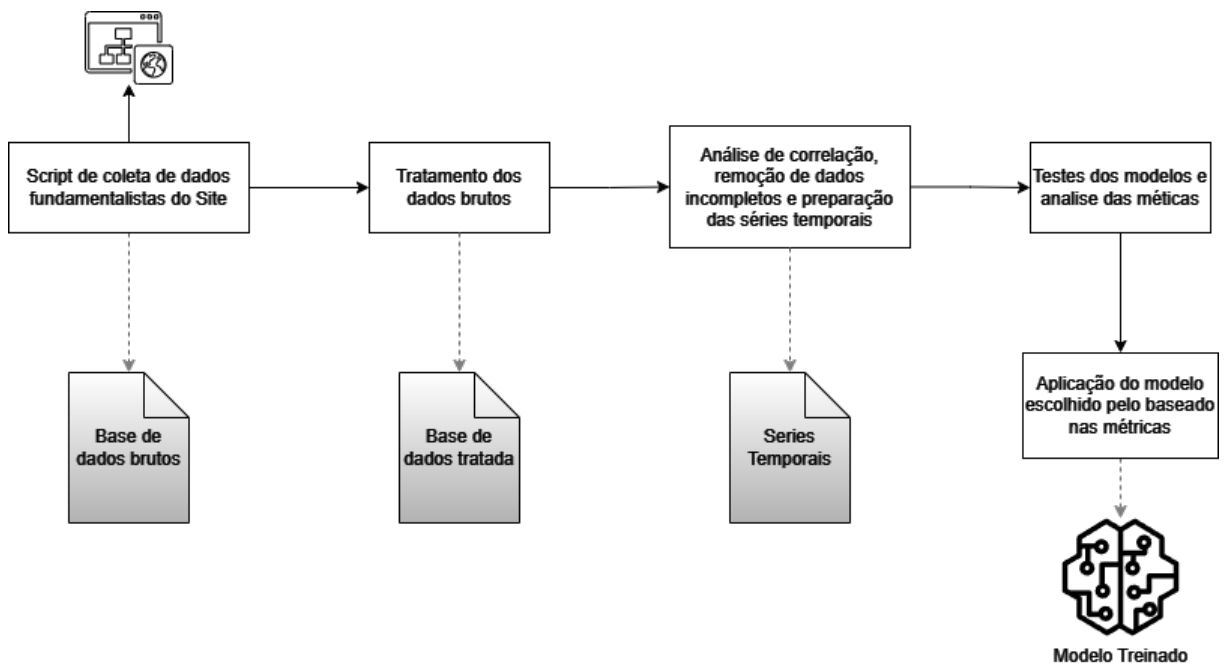 Script de coleta de dados
fundamentalistas do Site
Tratamento dos
dados brutos
Análise de correlação,
remoção de dados
incompletos e preparação
das séries temporais
Testes dos modelos e
analise das méticas
Base de
dados brutos
Base de
dados tratada
Series
Temporais
Aplicação do modelo
escolhido pelo baseado
nas métricas
Modelo Treinado